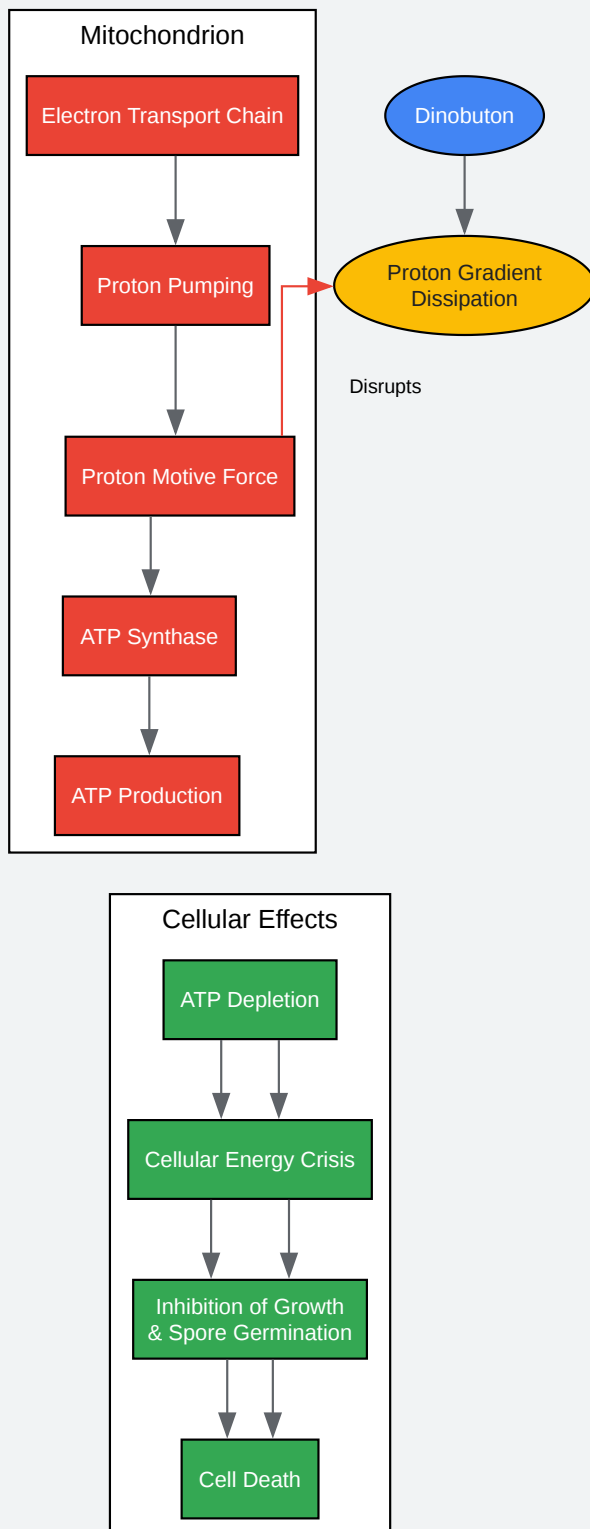 Mitochondrion
Electron Transport Chain
Dinobuton
Proton Pumping
Proton Gradient
Dissipation
Disrupts
Proton Motive Force
ATP Synthase
ATP Production
Cellular Effects
ATP Depletion
Cellular Energy Crisis
Inhibition of Growth
& Spore Germination
Cell Death